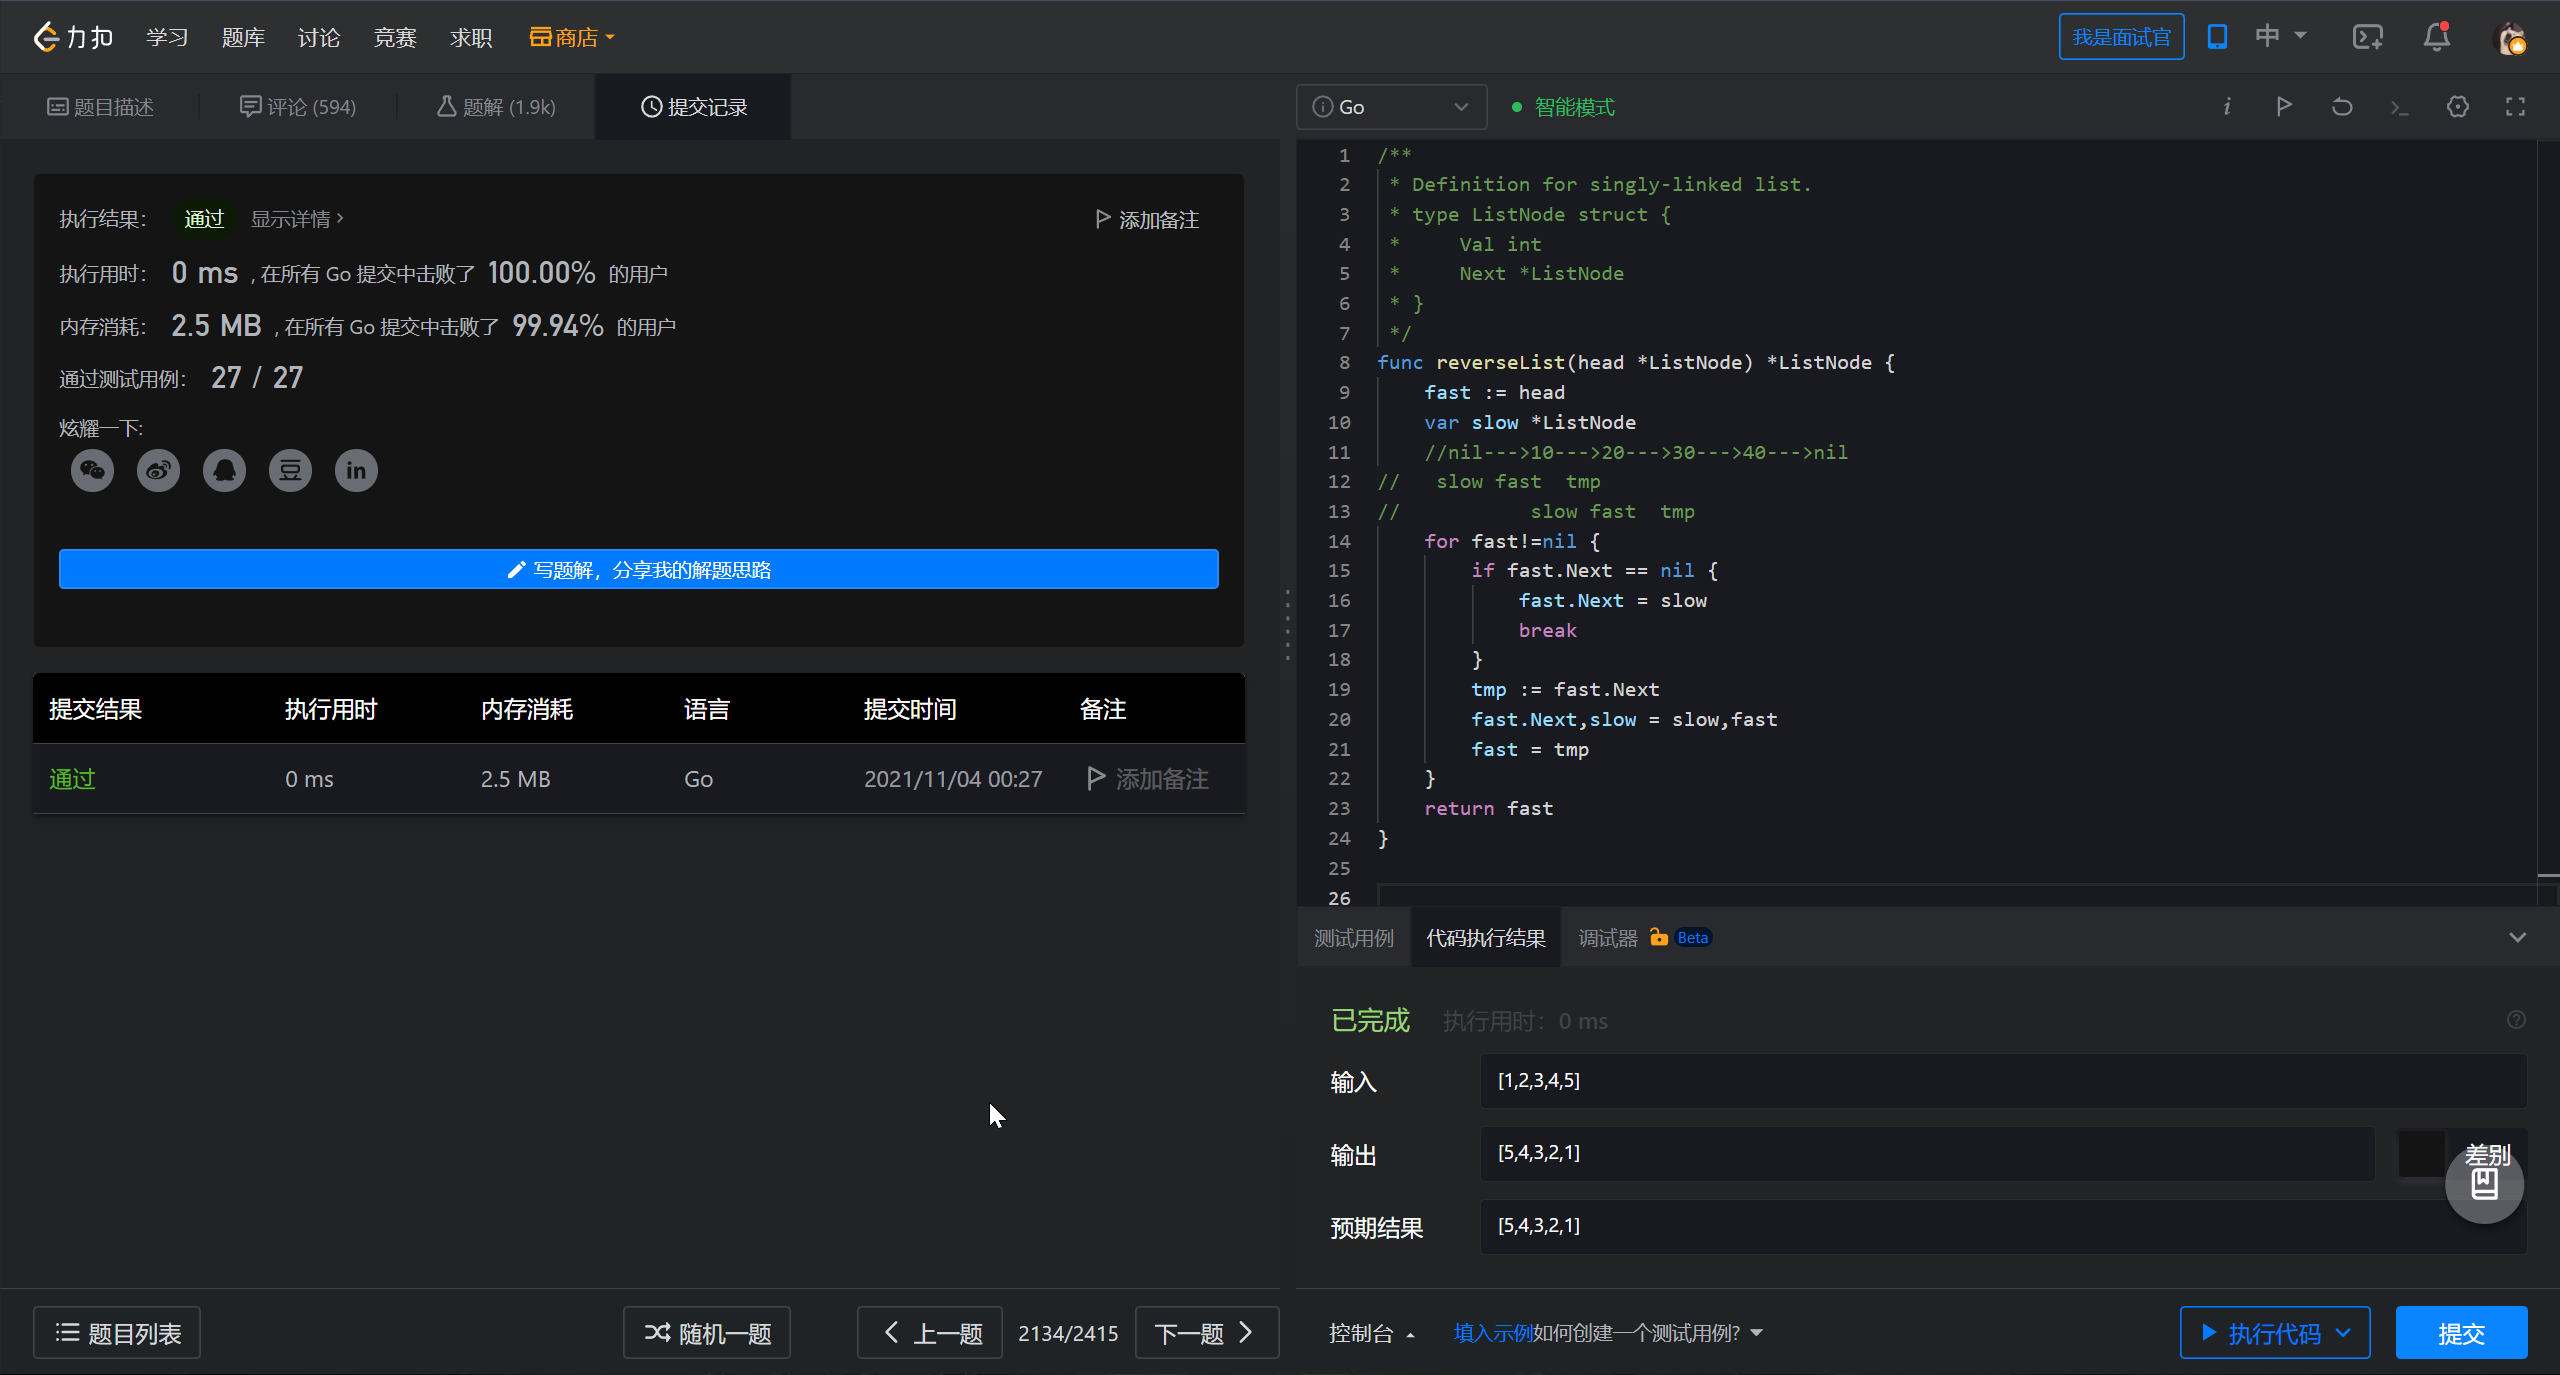 力扣 学习 题库 讨论 竞赛 求职 商店 我是面试官 中
题目描述 评论 (594) 题解 (1.9k) 提交记录
执行结果： 通过 显示详情 > 添加备注
执行用时： 0 ms , 在所有 Go 提交中击败了 100.00% 的用户
内存消耗： 2.5 MB , 在所有 Go 提交中击败了 99.94% 的用户
通过测试用例： 27 / 27
炫耀一下:
豆 in
写题解，分享我的解题思路
提交结果 执行用时 内存消耗 语言 提交时间 备注
通过 0 ms 2.5 MB Go 2021/11/04 00:27 添加备注
题目列表 随机一题 上一题 2134/2415 下一题
i Go 智能模式 i
1 /**
2  * Definition for singly-linked list.
3  * type ListNode struct {
4  *     Val int
5  *     Next *ListNode
6  * }
7  */
8 func reverseList(head *ListNode) *ListNode {
9     fast := head
10     var slow *ListNode
11     //nil--->10--->20--->30--->40--->nil
12 //   slow fast  tmp
13 //           slow fast  tmp
14     for fast!=nil {
15         if fast.Next == nil {
16             fast.Next = slow
17             break
18         }
19         tmp := fast.Next
20         fast.Next,slow = slow,fast
21         fast = tmp
22     }
23     return fast
24 }
25
26
测试用例 代码执行结果 调试器 Beta
已完成 执行用时：0 ms
输入 [1,2,3,4,5]
输出 [5,4,3,2,1] 差别
预期结果 [5,4,3,2,1]
控制台 填入示例如何创建一个测试用例? 执行代码 提交